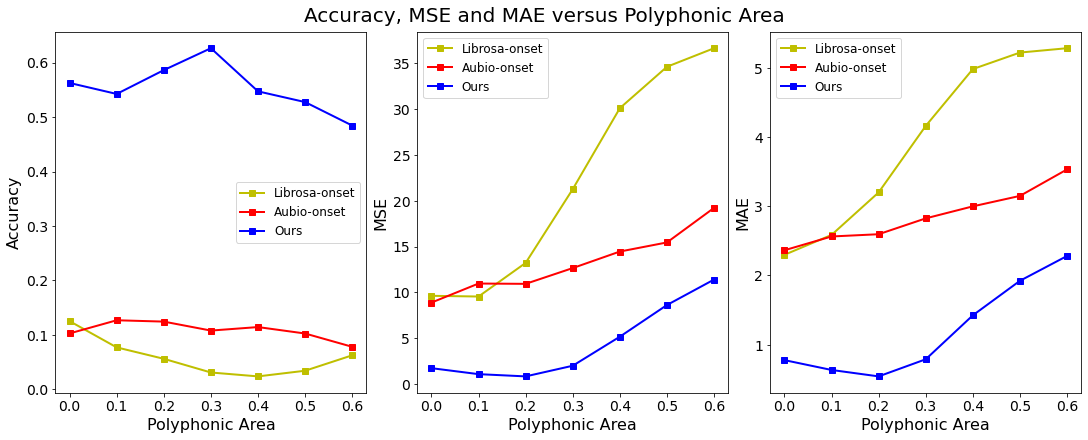 Accuracy, MSE and MAE versus Polyphonic Area
Accuracy
0.6
0.5
0.4
0.3
0.2
0.1
0.0
Librosa-onset
Aubio-onset
Ours
0.0 0.1 0.2 0.3 0.4 0.5 0.6
Polyphonic Area
MSE
35
30
25
20
15
10
5
0
Librosa-onset
Aubio-onset
Ours
0.0 0.1 0.2 0.3 0.4 0.5 0.6
Polyphonic Area
MAE
5
4
3
2
1
Librosa-onset
Aubio-onset
Ours
0.0 0.1 0.2 0.3 0.4 0.5 0.6
Polyphonic Area